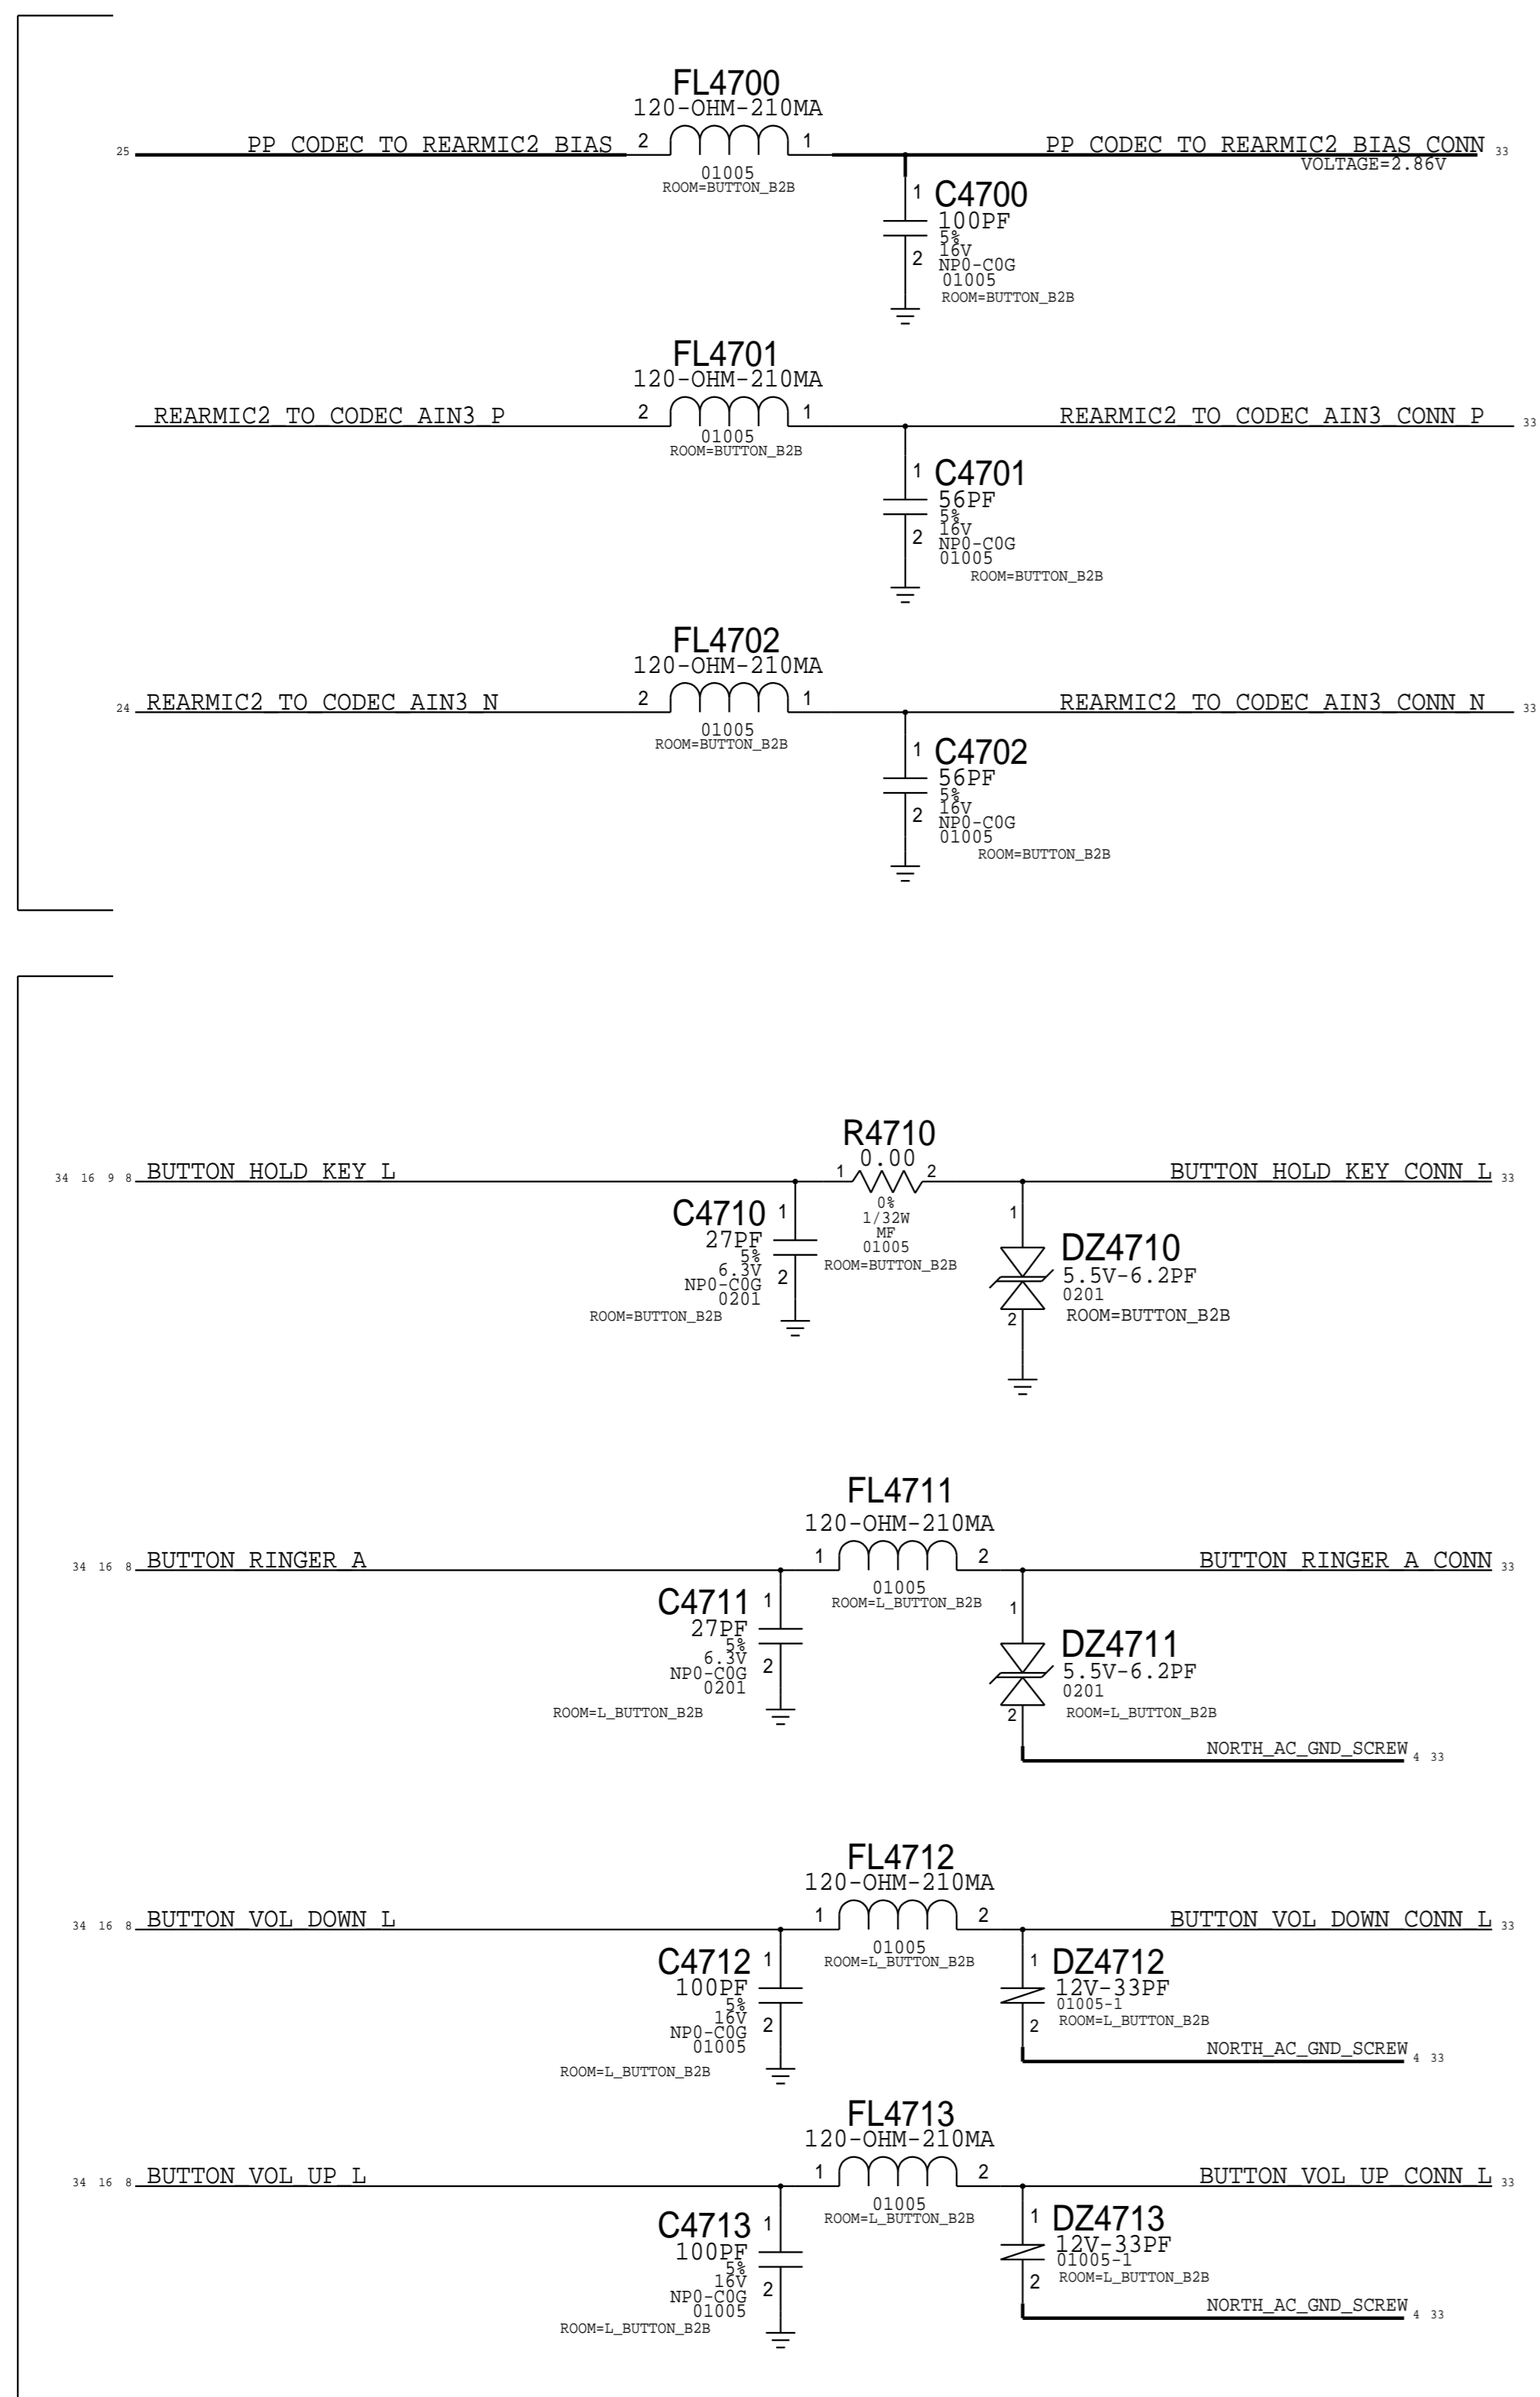 FL4700
120-OHM-210MA
25 PP_CODEC_TO_REARMIC2_BIAS 2 1 PP_CODEC_TO_REARMIC2_BIAS_CONN 33
VOLTAGE=2.86V
01005
ROOM=BUTTON_B2B
1 C4700
100PF
5%
16V
2 NP0-C0G
01005
ROOM=BUTTON_B2B
FL4701
120-OHM-210MA
REARMIC2_TO_CODEC_AIN3_P 2 1 REARMIC2_TO_CODEC_AIN3_CONN_P 33
01005
ROOM=BUTTON_B2B
1 C4701
56PF
5%
16V
2 NP0-C0G
01005
ROOM=BUTTON_B2B
FL4702
120-OHM-210MA
24 REARMIC2_TO_CODEC_AIN3_N 2 1 REARMIC2_TO_CODEC_AIN3_CONN_N 33
01005
ROOM=BUTTON_B2B
1 C4702
56PF
5%
16V
2 NP0-C0G
01005
ROOM=BUTTON_B2B
R4710
0.00
34 16 9 8 BUTTON_HOLD_KEY_L 1 2 BUTTON_HOLD_KEY_CONN_L 33
0%
1/32W
MF
01005
ROOM=BUTTON_B2B
C4710 1
27PF
5%
6.3V
NP0-C0G 2
0201
ROOM=BUTTON_B2B
1
DZ4710
5.5V-6.2PF
0201
2 ROOM=BUTTON_B2B
FL4711
120-OHM-210MA
34 16 8 BUTTON_RINGER_A 1 2 BUTTON_RINGER_A_CONN 33
01005
ROOM=L_BUTTON_B2B
C4711 1
27PF
5%
6.3V
NP0-C0G 2
0201
ROOM=L_BUTTON_B2B
1
DZ4711
5.5V-6.2PF
0201
2 ROOM=L_BUTTON_B2B
NORTH_AC_GND_SCREW 4 33
FL4712
120-OHM-210MA
34 16 8 BUTTON_VOL_DOWN_L 1 2 BUTTON_VOL_DOWN_CONN_L 33
01005
ROOM=L_BUTTON_B2B
C4712 1
100PF
5%
16V
NP0-C0G 2
01005
ROOM=L_BUTTON_B2B
1 DZ4712
12V-33PF
01005-1
2 ROOM=L_BUTTON_B2B
NORTH_AC_GND_SCREW 4 33
FL4713
120-OHM-210MA
34 16 8 BUTTON_VOL_UP_L 1 2 BUTTON_VOL_UP_CONN_L 33
01005
ROOM=L_BUTTON_B2B
C4713 1
100PF
5%
16V
NP0-C0G 2
01005
ROOM=L_BUTTON_B2B
1 DZ4713
12V-33PF
01005-1
2 ROOM=L_BUTTON_B2B
NORTH_AC_GND_SCREW 4 33